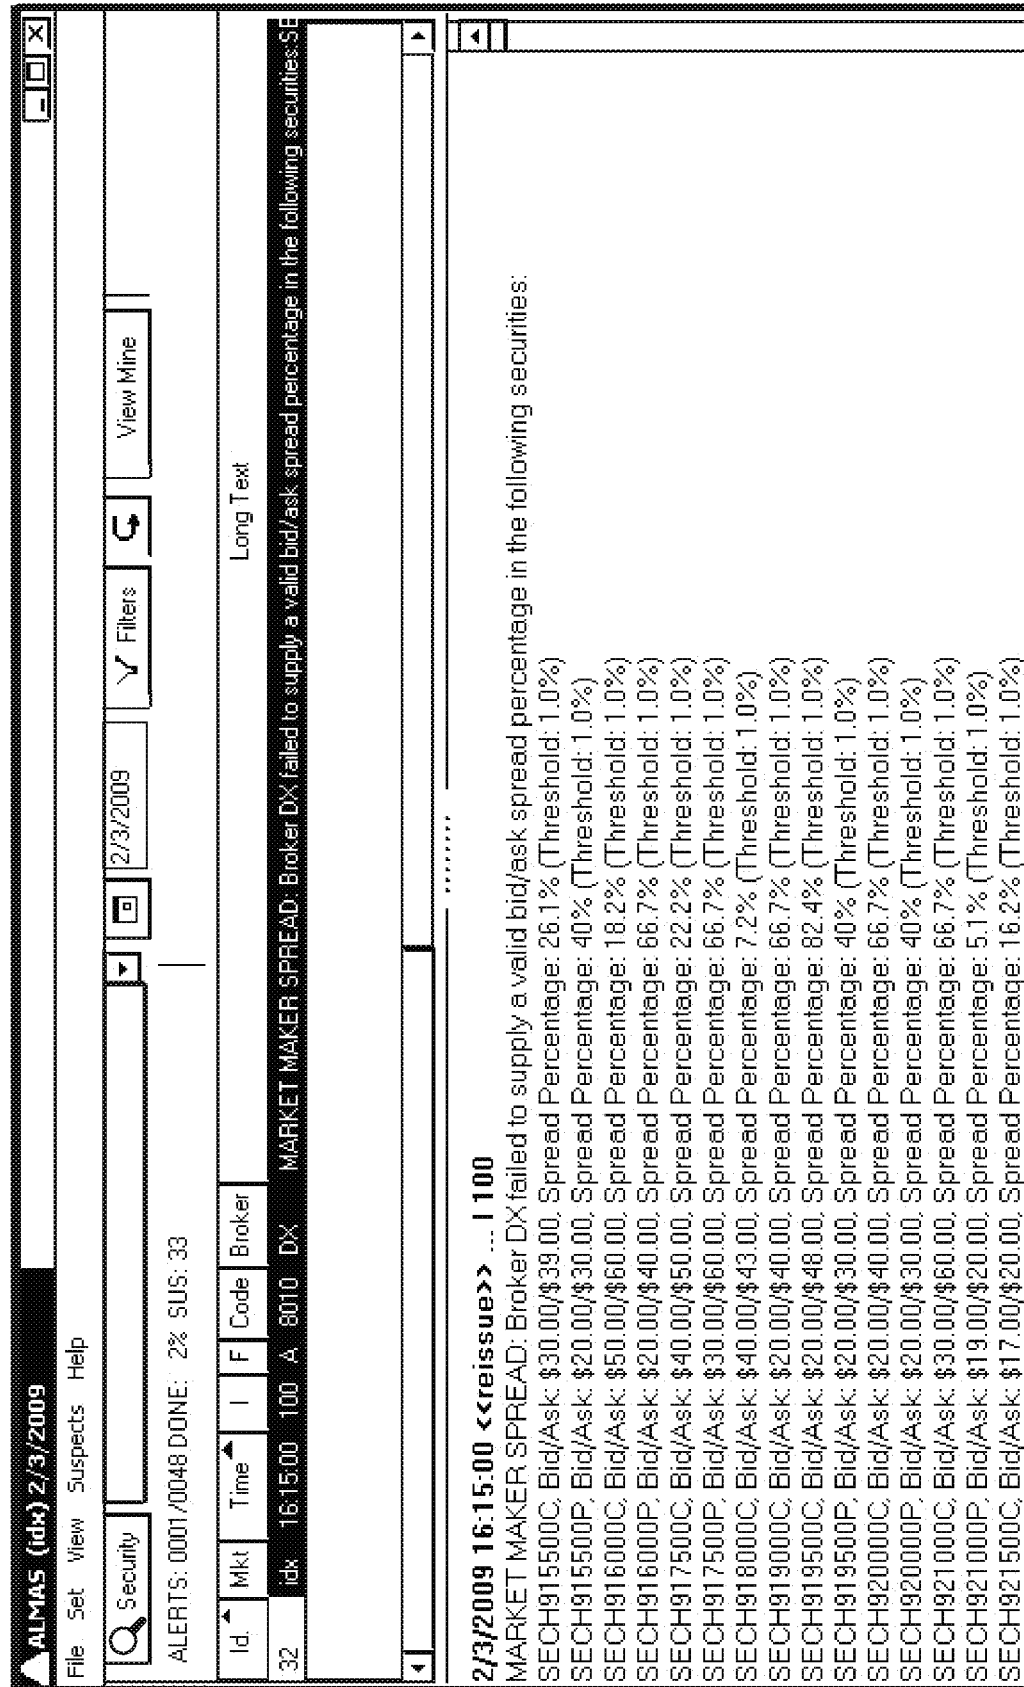 ALMAS (idx) 2/3/2009
File Set View Suspects Help
Security 2/3/2009 Filters View Mine
ALERTS: 0001/0048 DONE: 2% SUS: 33
Id. Mkt Time I F Code Broker Long Text
32 idx 16:15:00 100 A 8010 DX MARKET MAKER SPREAD: Broker DX failed to supply a valid bid/ask spread percentage in the following securities:SE
2/3/2009 16:15:00 <<reissue>> ... I 100
MARKET MAKER SPREAD: Broker DX failed to supply a valid bid/ask spread percentage in the following securities:
SECH915500C, Bid/Ask: $30.00/$39.00, Spread Percentage: 26.1% (Threshold: 1.0%)
SECH915500P, Bid/Ask: $20.00/$30.00, Spread Percentage: 40% (Threshold: 1.0%)
SECH916000C, Bid/Ask: $50.00/$60.00, Spread Percentage: 18.2% (Threshold: 1.0%)
SECH916000P, Bid/Ask: $20.00/$40.00, Spread Percentage: 66.7% (Threshold: 1.0%)
SECH917500C, Bid/Ask: $40.00/$50.00, Spread Percentage: 22.2% (Threshold: 1.0%)
SECH917500P, Bid/Ask: $30.00/$60.00, Spread Percentage: 66.7% (Threshold: 1.0%)
SECH918000C, Bid/Ask: $40.00/$43.00, Spread Percentage: 7.2% (Threshold: 1.0%)
SECH919000C, Bid/Ask: $20.00/$40.00, Spread Percentage: 66.7% (Threshold: 1.0%)
SECH919500C, Bid/Ask: $20.00/$48.00, Spread Percentage: 82.4% (Threshold: 1.0%)
SECH919500P, Bid/Ask: $20.00/$30.00, Spread Percentage: 40% (Threshold: 1.0%)
SECH920000C, Bid/Ask: $20.00/$40.00, Spread Percentage: 66.7% (Threshold: 1.0%)
SECH920000P, Bid/Ask: $20.00/$30.00, Spread Percentage: 40% (Threshold: 1.0%)
SECH921000C, Bid/Ask: $30.00/$60.00, Spread Percentage: 66.7% (Threshold: 1.0%)
SECH921000P, Bid/Ask: $19.00/$20.00, Spread Percentage: 5.1% (Threshold: 1.0%)
SECH921500C, Bid/Ask: $17.00/$20.00, Spread Percentage: 16.2% (Threshold: 1.0%)